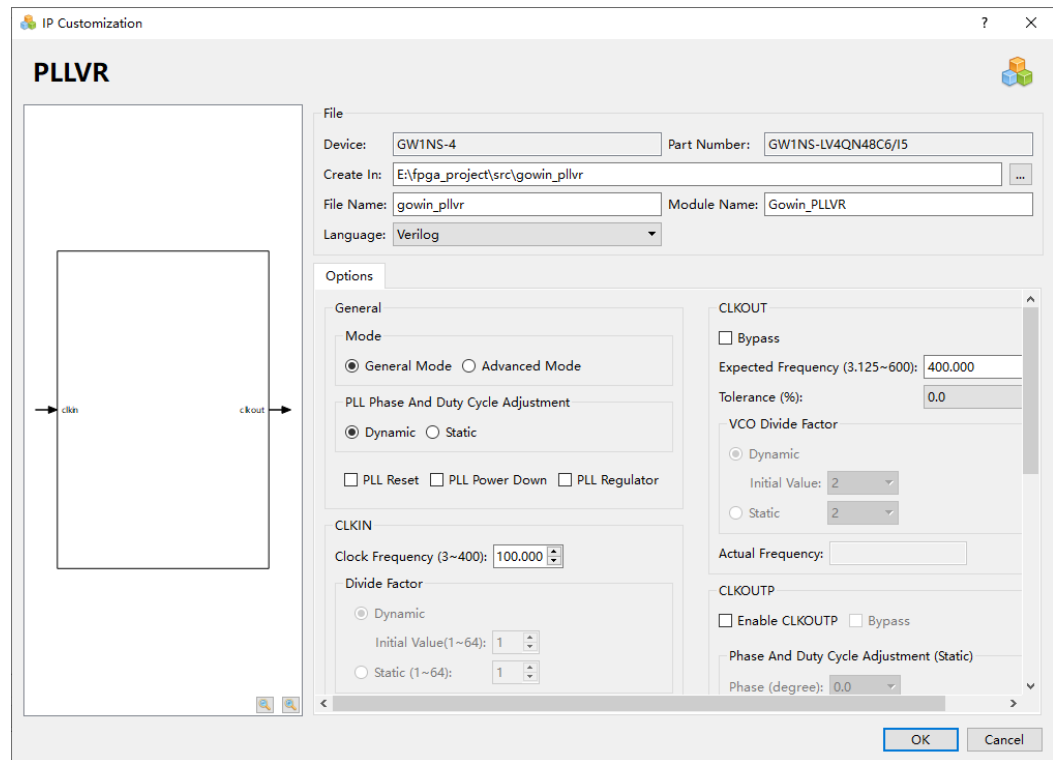 IP Customization
?
PLLVR
clkin
clkout
File
Device: GW1NS-4 Part Number: GW1NS-LV4QN48C6/I5
Create In: E:\fpga_project\src\gowin_pllvr ...
File Name: gowin_pllvr Module Name: Gowin_PLLVR
Language: Verilog
Options
General
Mode
General Mode Advanced Mode
PLL Phase And Duty Cycle Adjustment
Dynamic Static
PLL Reset PLL Power Down PLL Regulator
CLKIN
Clock Frequency (3~400): 100.000
Divide Factor
Dynamic
Initial Value(1~64): 1
Static (1~64): 1
CLKOUT
Bypass
Expected Frequency (3.125~600): 400.000
Tolerance (%): 0.0
VCO Divide Factor
Dynamic
Initial Value: 2
Static 2
Actual Frequency:
CLKOUTP
Enable CLKOUTP Bypass
Phase And Duty Cycle Adjustment (Static)
Phase (degree): 0.0
OK Cancel